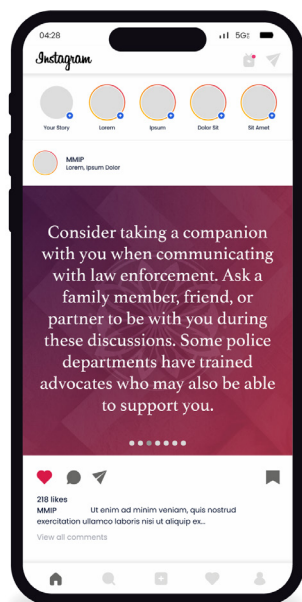 04:28
5G
Instagram
Your Story
Lorem
Ipsum
Dolor Sit
Sit Amet
MMIP
Lorem, Ipsum Dolor
Consider taking a companion
with you when communicating
with law enforcement. Ask a
family member, friend, or
partner to be with you during
these discussions. Some police
departments have trained
advocates who may also be able
to support you.
218 likes
MMIP Ut enim ad minim veniam, quis nostrud
exercitation ullamco laboris nisi ut aliquip ex...
View all comments